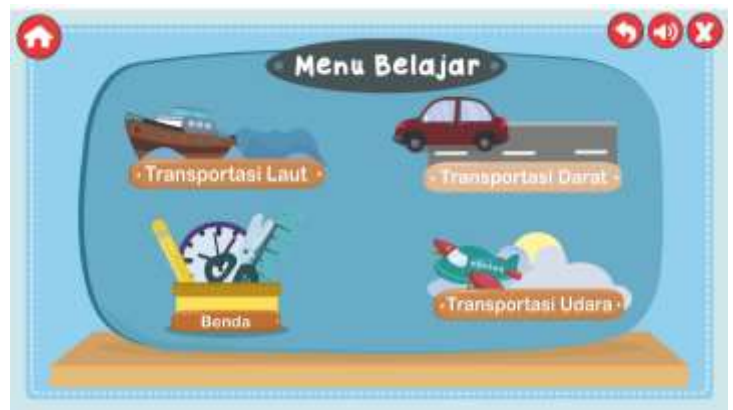 Menu Belajar
Transportasi Laut
Transportasi Darat
Benda
Transportasi Udara